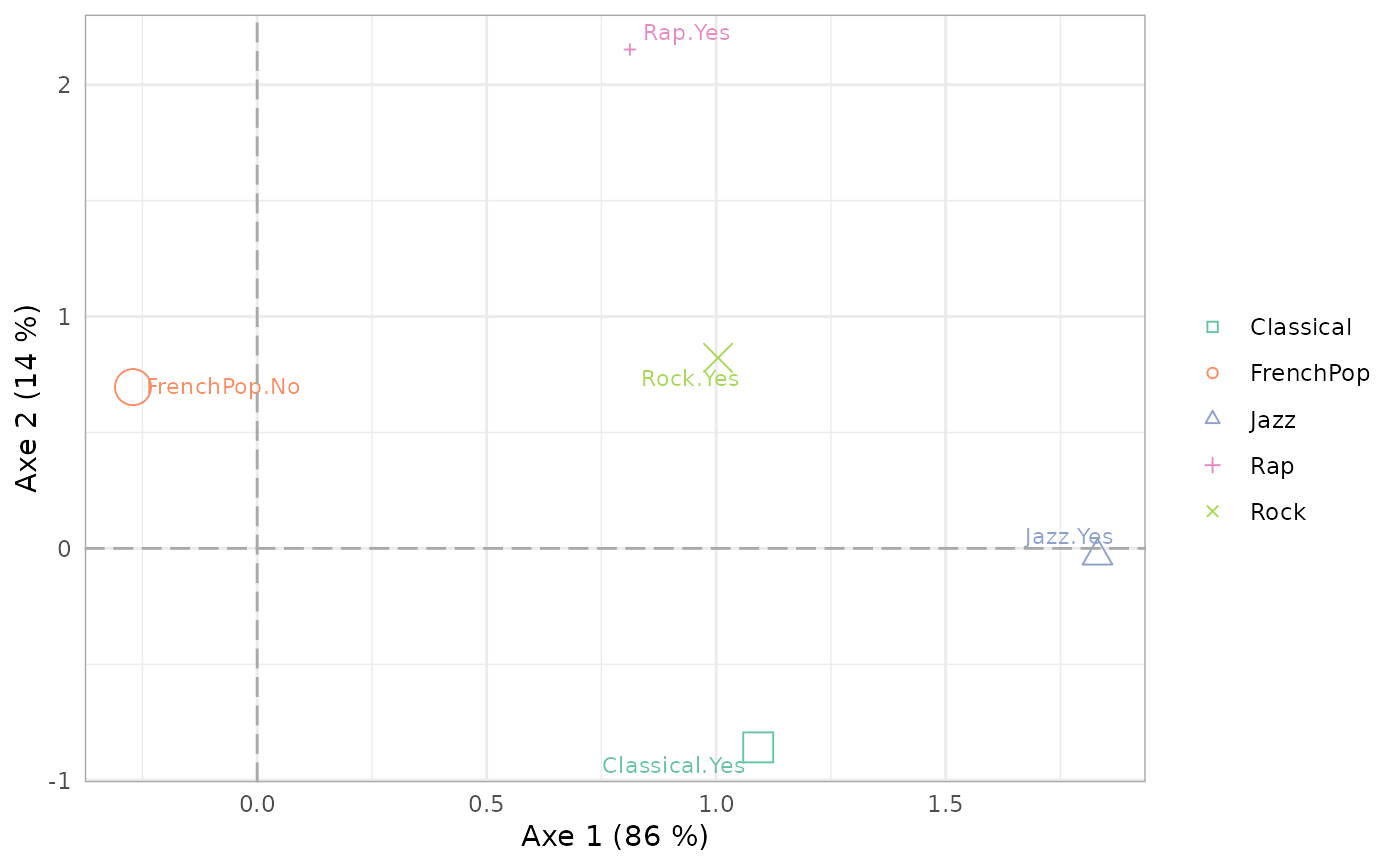 Rap.Yes
2
1
Rock.Yes
FrenchPop.No
Jazz.Yes
0
Classical.Yes
-1
0.0
0.5
1.0
1.5
Axe 1 (86 %)
Axe 2 (14 %)
Classical
FrenchPop
Jazz
Rap
Rock